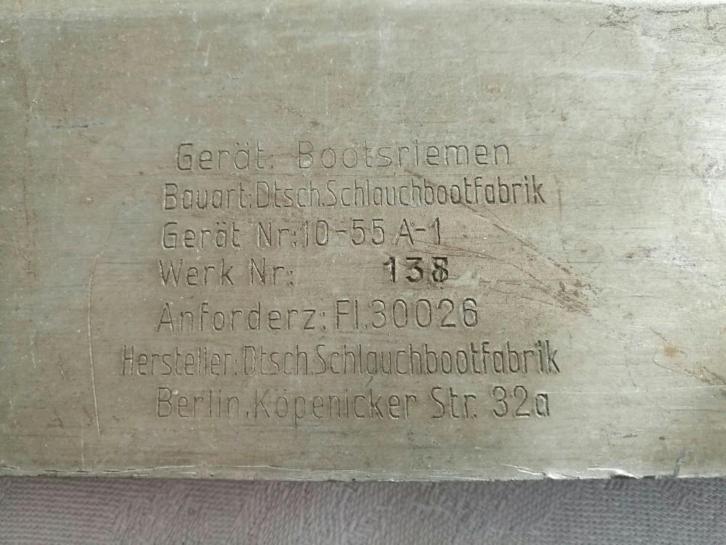 Gerät: Bootsriemen
Bauart: Dtsch. Schlauchbootfabrik
Gerät Nr: 10-55 A-1
Werk Nr: 138
Anforderz: Fl. 30026
Hersteller: Dtsch. Schlauchbootfabrik
Berlin, Köpenicker Str. 32a